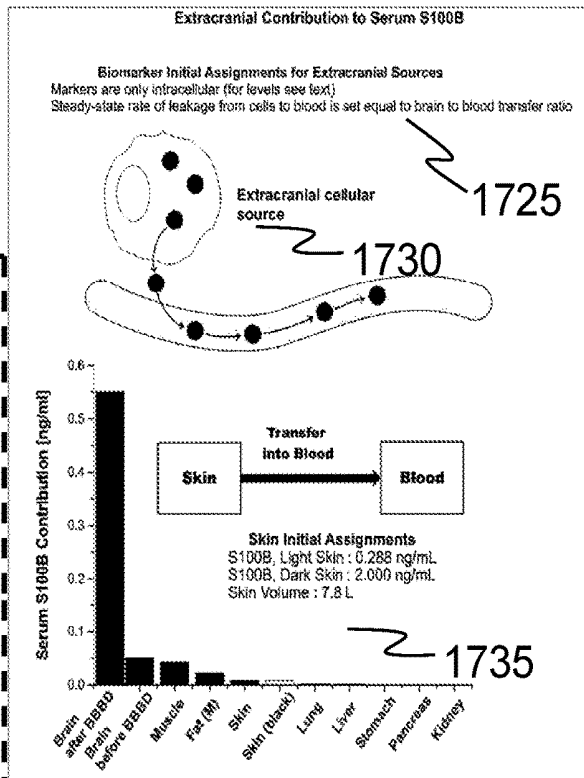 Extracranial Contribution to Serum S100B
Biomarker Initial Assignments for Extracranial Sources
Markers are only intracellular (for levels see text)
Steady-state rate of leakage from cells to blood is set equal to brain to blood transfer ratio
1725
Extracranial cellular
source
1730
Serum S100B Contribution [ng/ml]
0.6
0.5
0.4
0.3
0.2
0.1
0.0
Transfer
into Blood
Skin
Blood
Skin Initial Assignments
S100B, Light Skin : 0.288 ng/mL
S100B, Dark Skin : 2.000 ng/mL
Skin Volume : 7.8 L
1735
Brain
after BBBD
Brain
before BBBD
Muscle
Fat (M)
Skin
Skin (black)
Lung
Liver
Stomach
Pancreas
Kidney